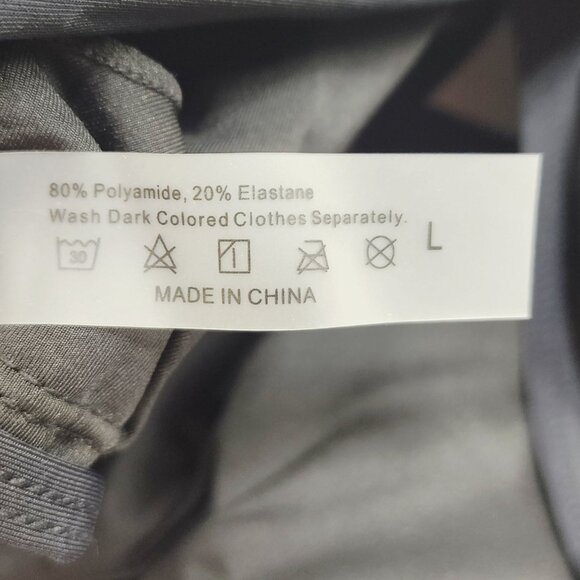 80% Polyamide, 20% Elastane
Wash Dark Colored Clothes Separately.
30
L
MADE IN CHINA